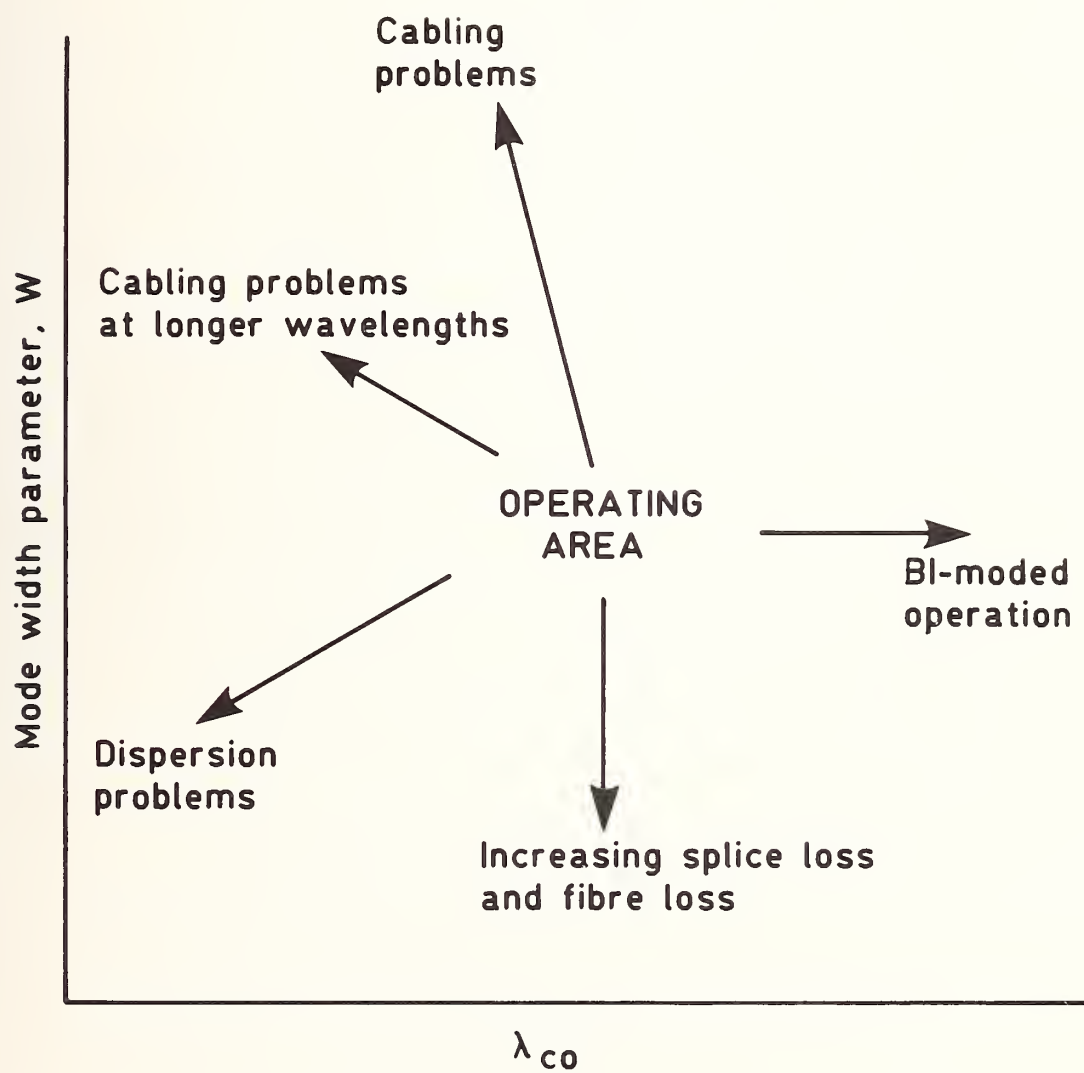 Cabling
problems
Cabling problems
at longer wavelengths
Mode width parameter, W
OPERATING
AREA
BI-moded
operation
Dispersion
problems
Increasing splice loss
and fibre loss
λco